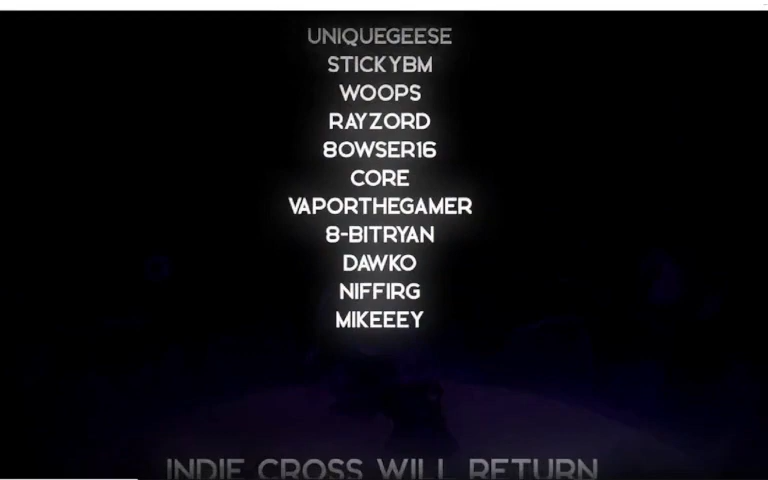 UNIQUEGEESE
STICKYBM
WOOPS
RAYZORD
8OWSER16
CORE
VAPORTHEGAMER
8-BITRYAN
DAWKO
NIFFIRG
MIKEEEY
INDIE CROSS WILL RETURN